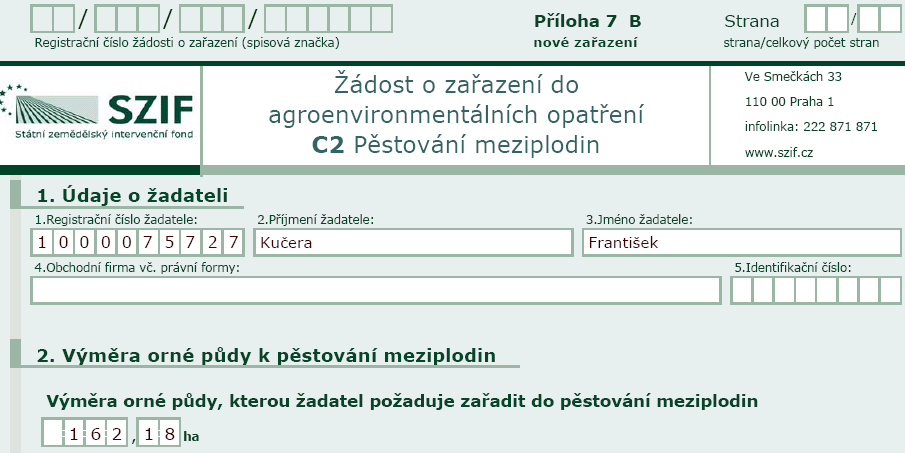 / / /
Příloha 7 B
Strana /
Registrační číslo žádosti o zařazení (spisová značka)
nové zařazení
strana/celkový počet stran
SZIF
Státní zemědělský intervenční fond
Žádost o zařazení do
agroenvironmentálních opatření
C2 Pěstování meziplodin
Ve Smečkách 33
110 00 Praha 1
infolinka: 222 871 871
www.szif.cz
1. Údaje o žadateli
1.Registrační číslo žadatele:
2.Příjmení žadatele:
3.Jméno žadatele:
1000075727
Kučera
František
4.Obchodní firma vč. právní formy:
5.Identifikační číslo:
2. Výměra orné půdy k pěstování meziplodin
Výměra orné půdy, kterou žadatel požaduje zařadit do pěstování meziplodin
162,18 ha